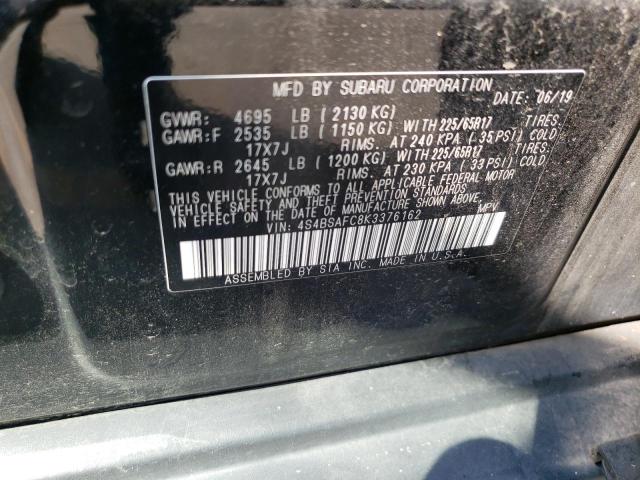 MFD BY SUBARU CORPORATION
DATE: 06/19
GVWR: 4695 LB (2130 KG)
GAWR:F 2535 LB (1150 KG) WITH 225/65R17 TIRES.
17X7J RIMS. AT 240 KPA (35 PSI) COLD
GAWR:R 2645 LB (1200 KG) WITH 225/65R17 TIRES.
17X7J RIMS. AT 230 KPA (33 PSI) COLD
THIS VEHICLE CONFORMS TO ALL APPLICABLE FEDERAL MOTOR
VEHICLE SAFETY AND THEFT PREVENTION STANDARDS
IN EFFECT ON THE DATE OF MANUFACTURE SHOWN ABOVE.
VIN: 4S4BSAFC8K3376162 MPV
ASSEMBLED BY SIA INC. MADE IN U.S.A.